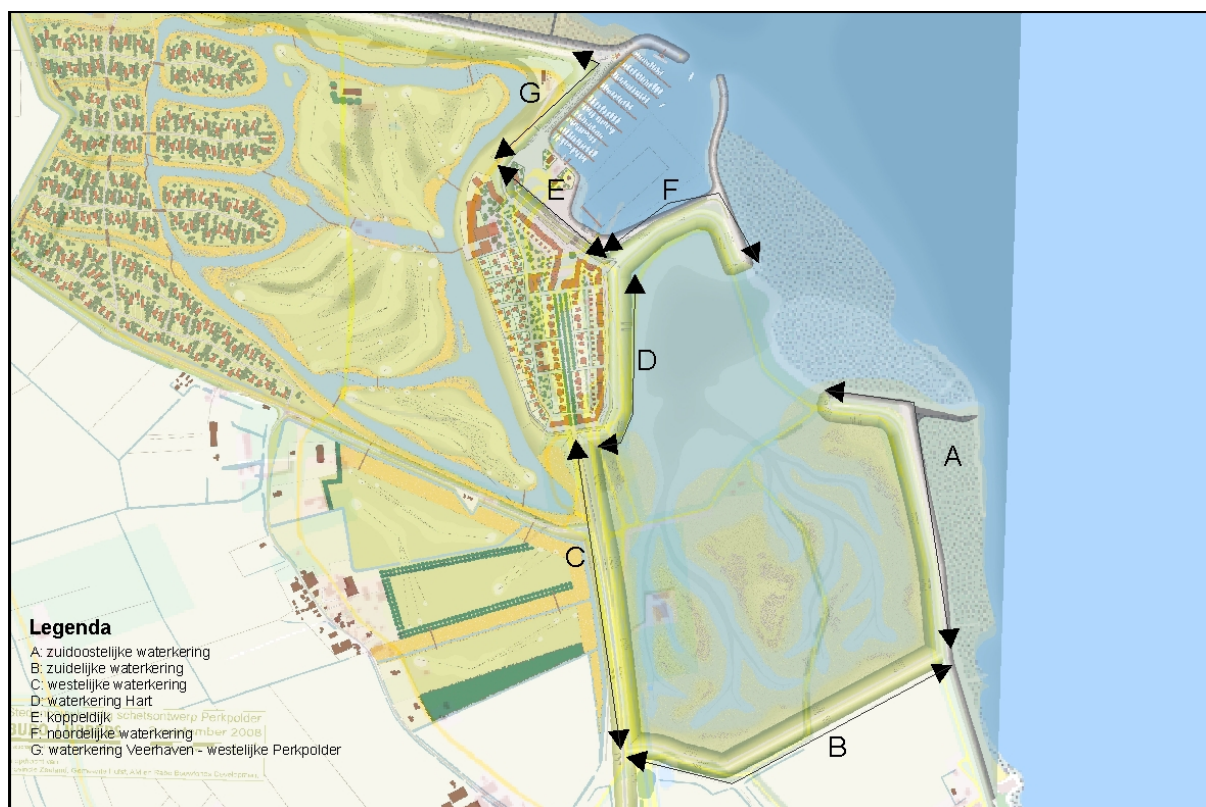 G
E
F
D
A
C
B
Legenda
A: zuidoostelijke waterkering
B: zuidelijke waterkering
C: westelijke waterkering
D: waterkering Hart
E: koppeldijk
F: noordelijke waterkering
G: waterkering Veerhaven - westelijke Perkpolder
schetsontwerp Perkpolder
2008